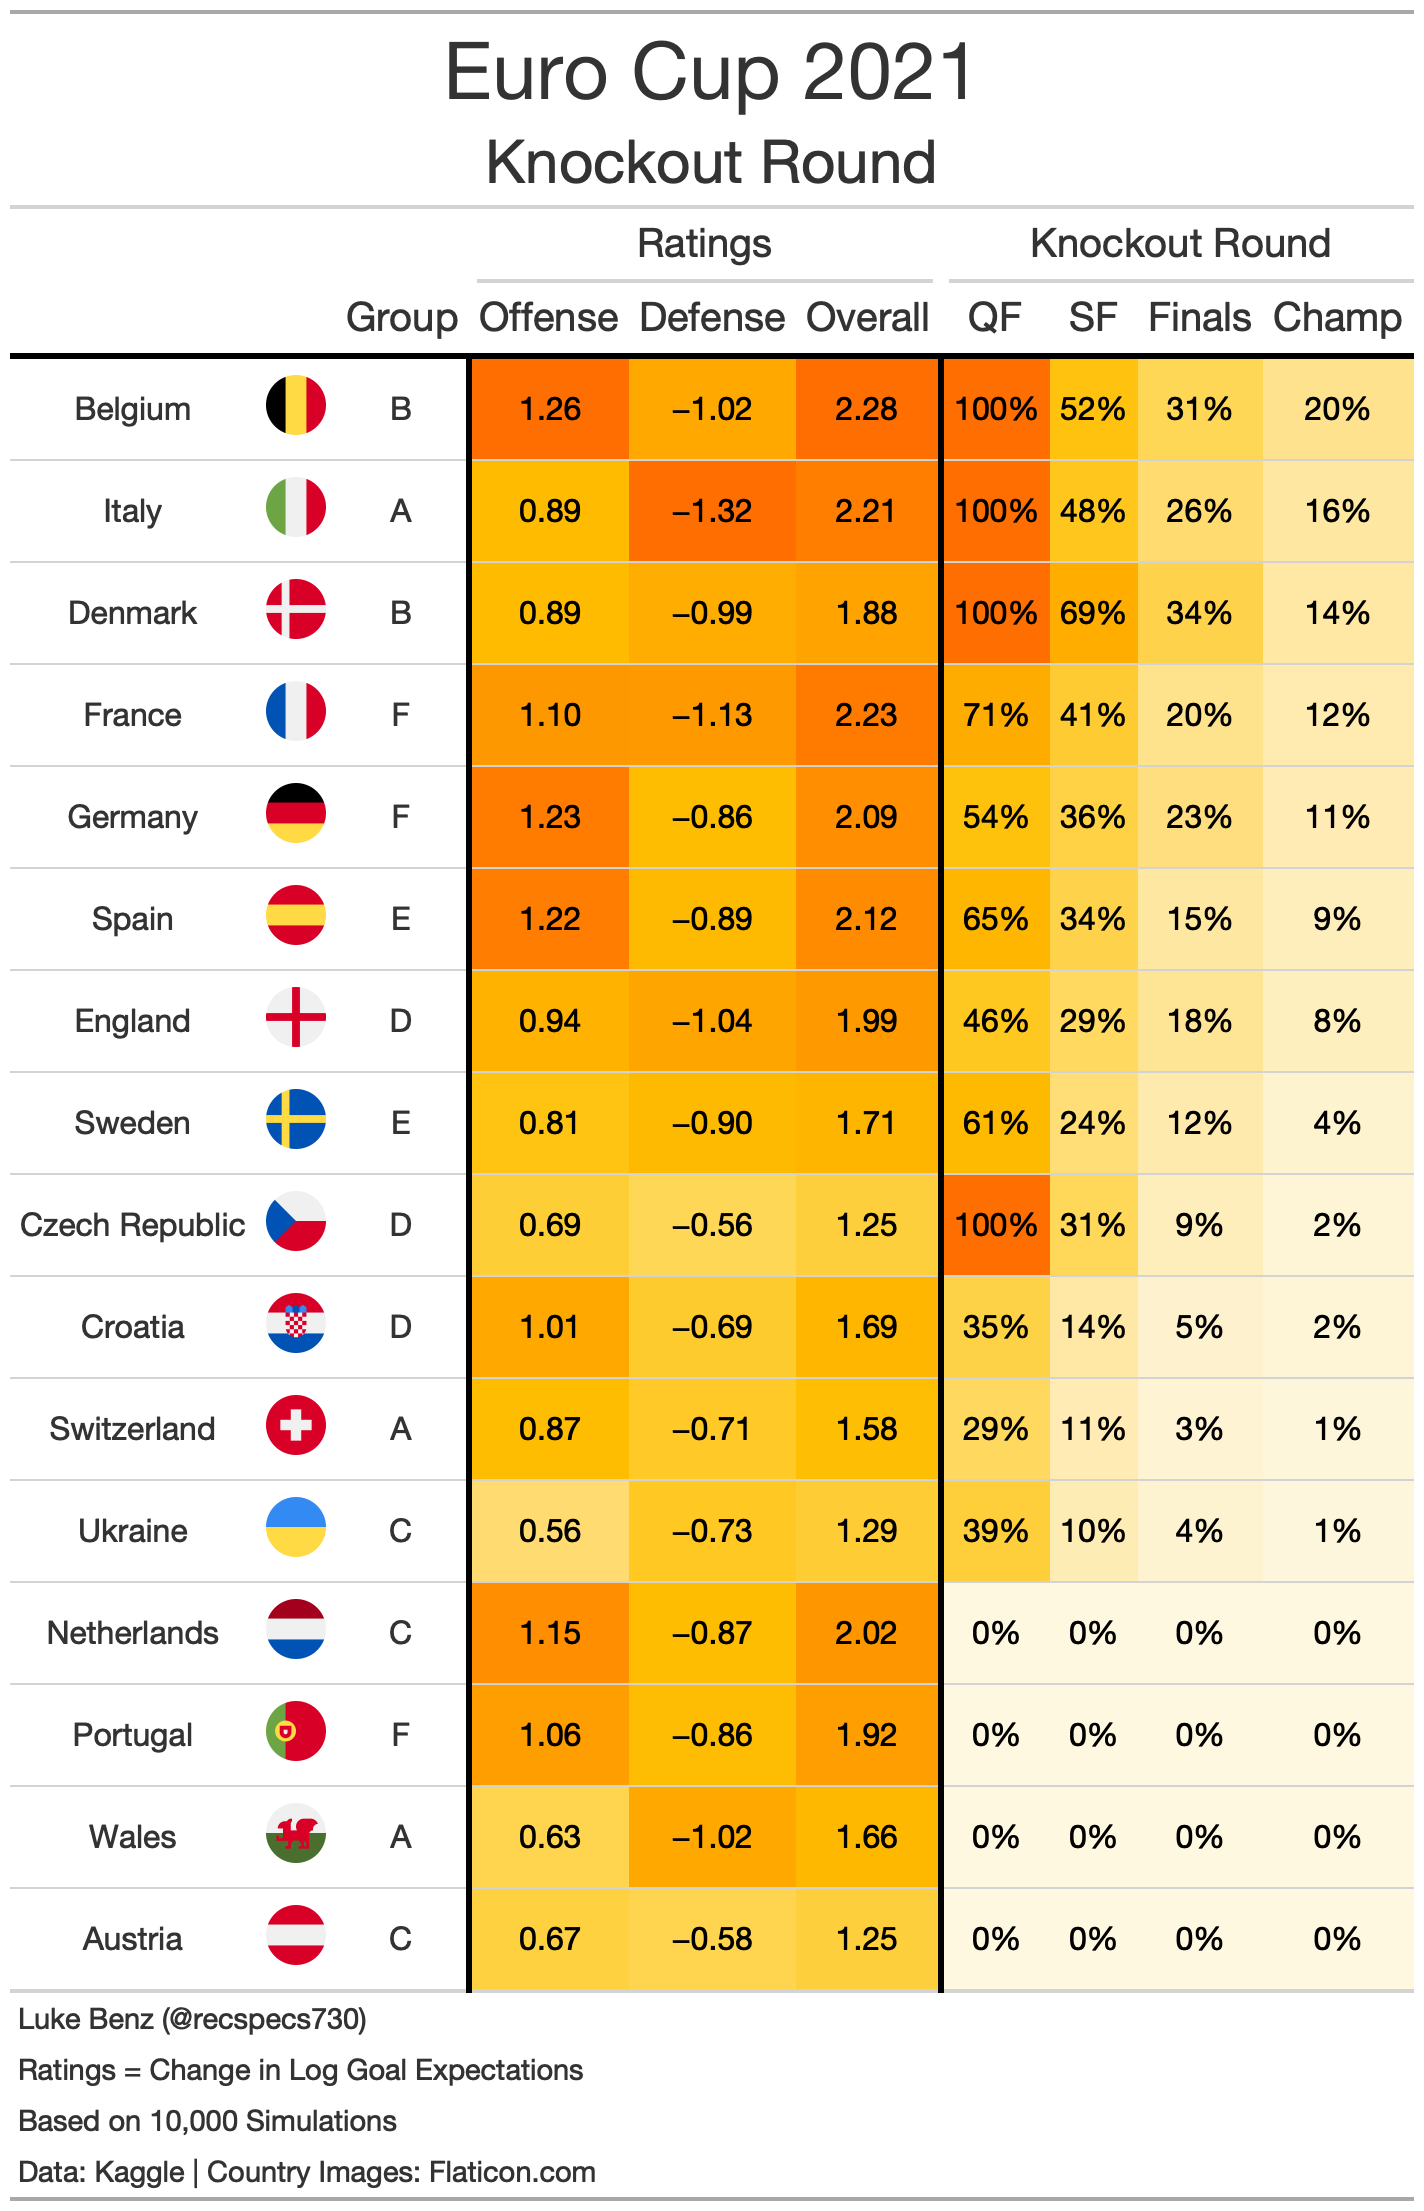 Euro Cup 2021
Knockout Round
Ratings Knockout Round
Group Offense Defense Overall QF SF Finals Champ
Belgium B 1.26 −1.02 2.28 100% 52% 31% 20%
Italy A 0.89 −1.32 2.21 100% 48% 26% 16%
Denmark B 0.89 −0.99 1.88 100% 69% 34% 14%
France F 1.10 −1.13 2.23 71% 41% 20% 12%
Germany F 1.23 −0.86 2.09 54% 36% 23% 11%
Spain E 1.22 −0.89 2.12 65% 34% 15% 9%
England D 0.94 −1.04 1.99 46% 29% 18% 8%
Sweden E 0.81 −0.90 1.71 61% 24% 12% 4%
Czech Republic D 0.69 −0.56 1.25 100% 31% 9% 2%
Croatia D 1.01 −0.69 1.69 35% 14% 5% 2%
Switzerland A 0.87 −0.71 1.58 29% 11% 3% 1%
Ukraine C 0.56 −0.73 1.29 39% 10% 4% 1%
Netherlands C 1.15 −0.87 2.02 0% 0% 0% 0%
Portugal F 1.06 −0.86 1.92 0% 0% 0% 0%
Wales A 0.63 −1.02 1.66 0% 0% 0% 0%
Austria C 0.67 −0.58 1.25 0% 0% 0% 0%
Luke Benz (@recspecs730)
Ratings = Change in Log Goal Expectations
Based on 10,000 Simulations
Data: Kaggle | Country Images: Flaticon.com